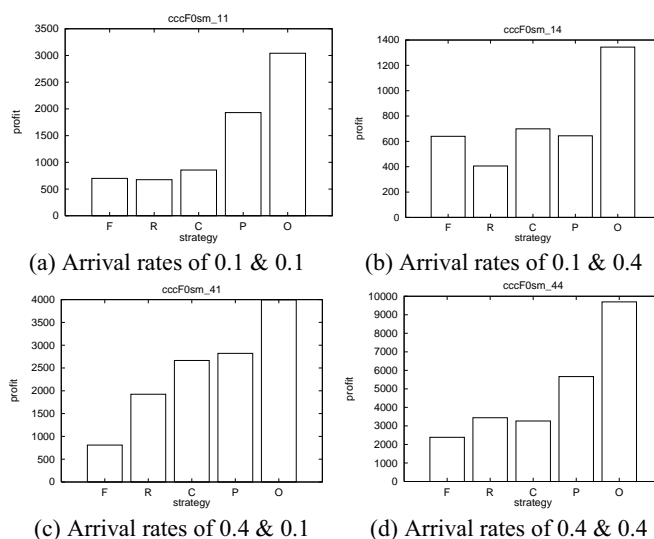 cccF0sm_11
3500
3000
2500
2000
1500
1000
500
0
profit
F R C P O
strategy
(a) Arrival rates of 0.1 & 0.1
cccF0sm_14
1400
1200
1000
800
600
400
200
0
profit
F R C P O
strategy
(b) Arrival rates of 0.1 & 0.4
cccF0sm_41
4000
3500
3000
2500
2000
1500
1000
500
0
profit
F R C P O
strategy
(c) Arrival rates of 0.4 & 0.1
cccF0sm_44
10000
9000
8000
7000
6000
5000
4000
3000
2000
1000
0
profit
F R C P O
strategy
(d) Arrival rates of 0.4 & 0.4